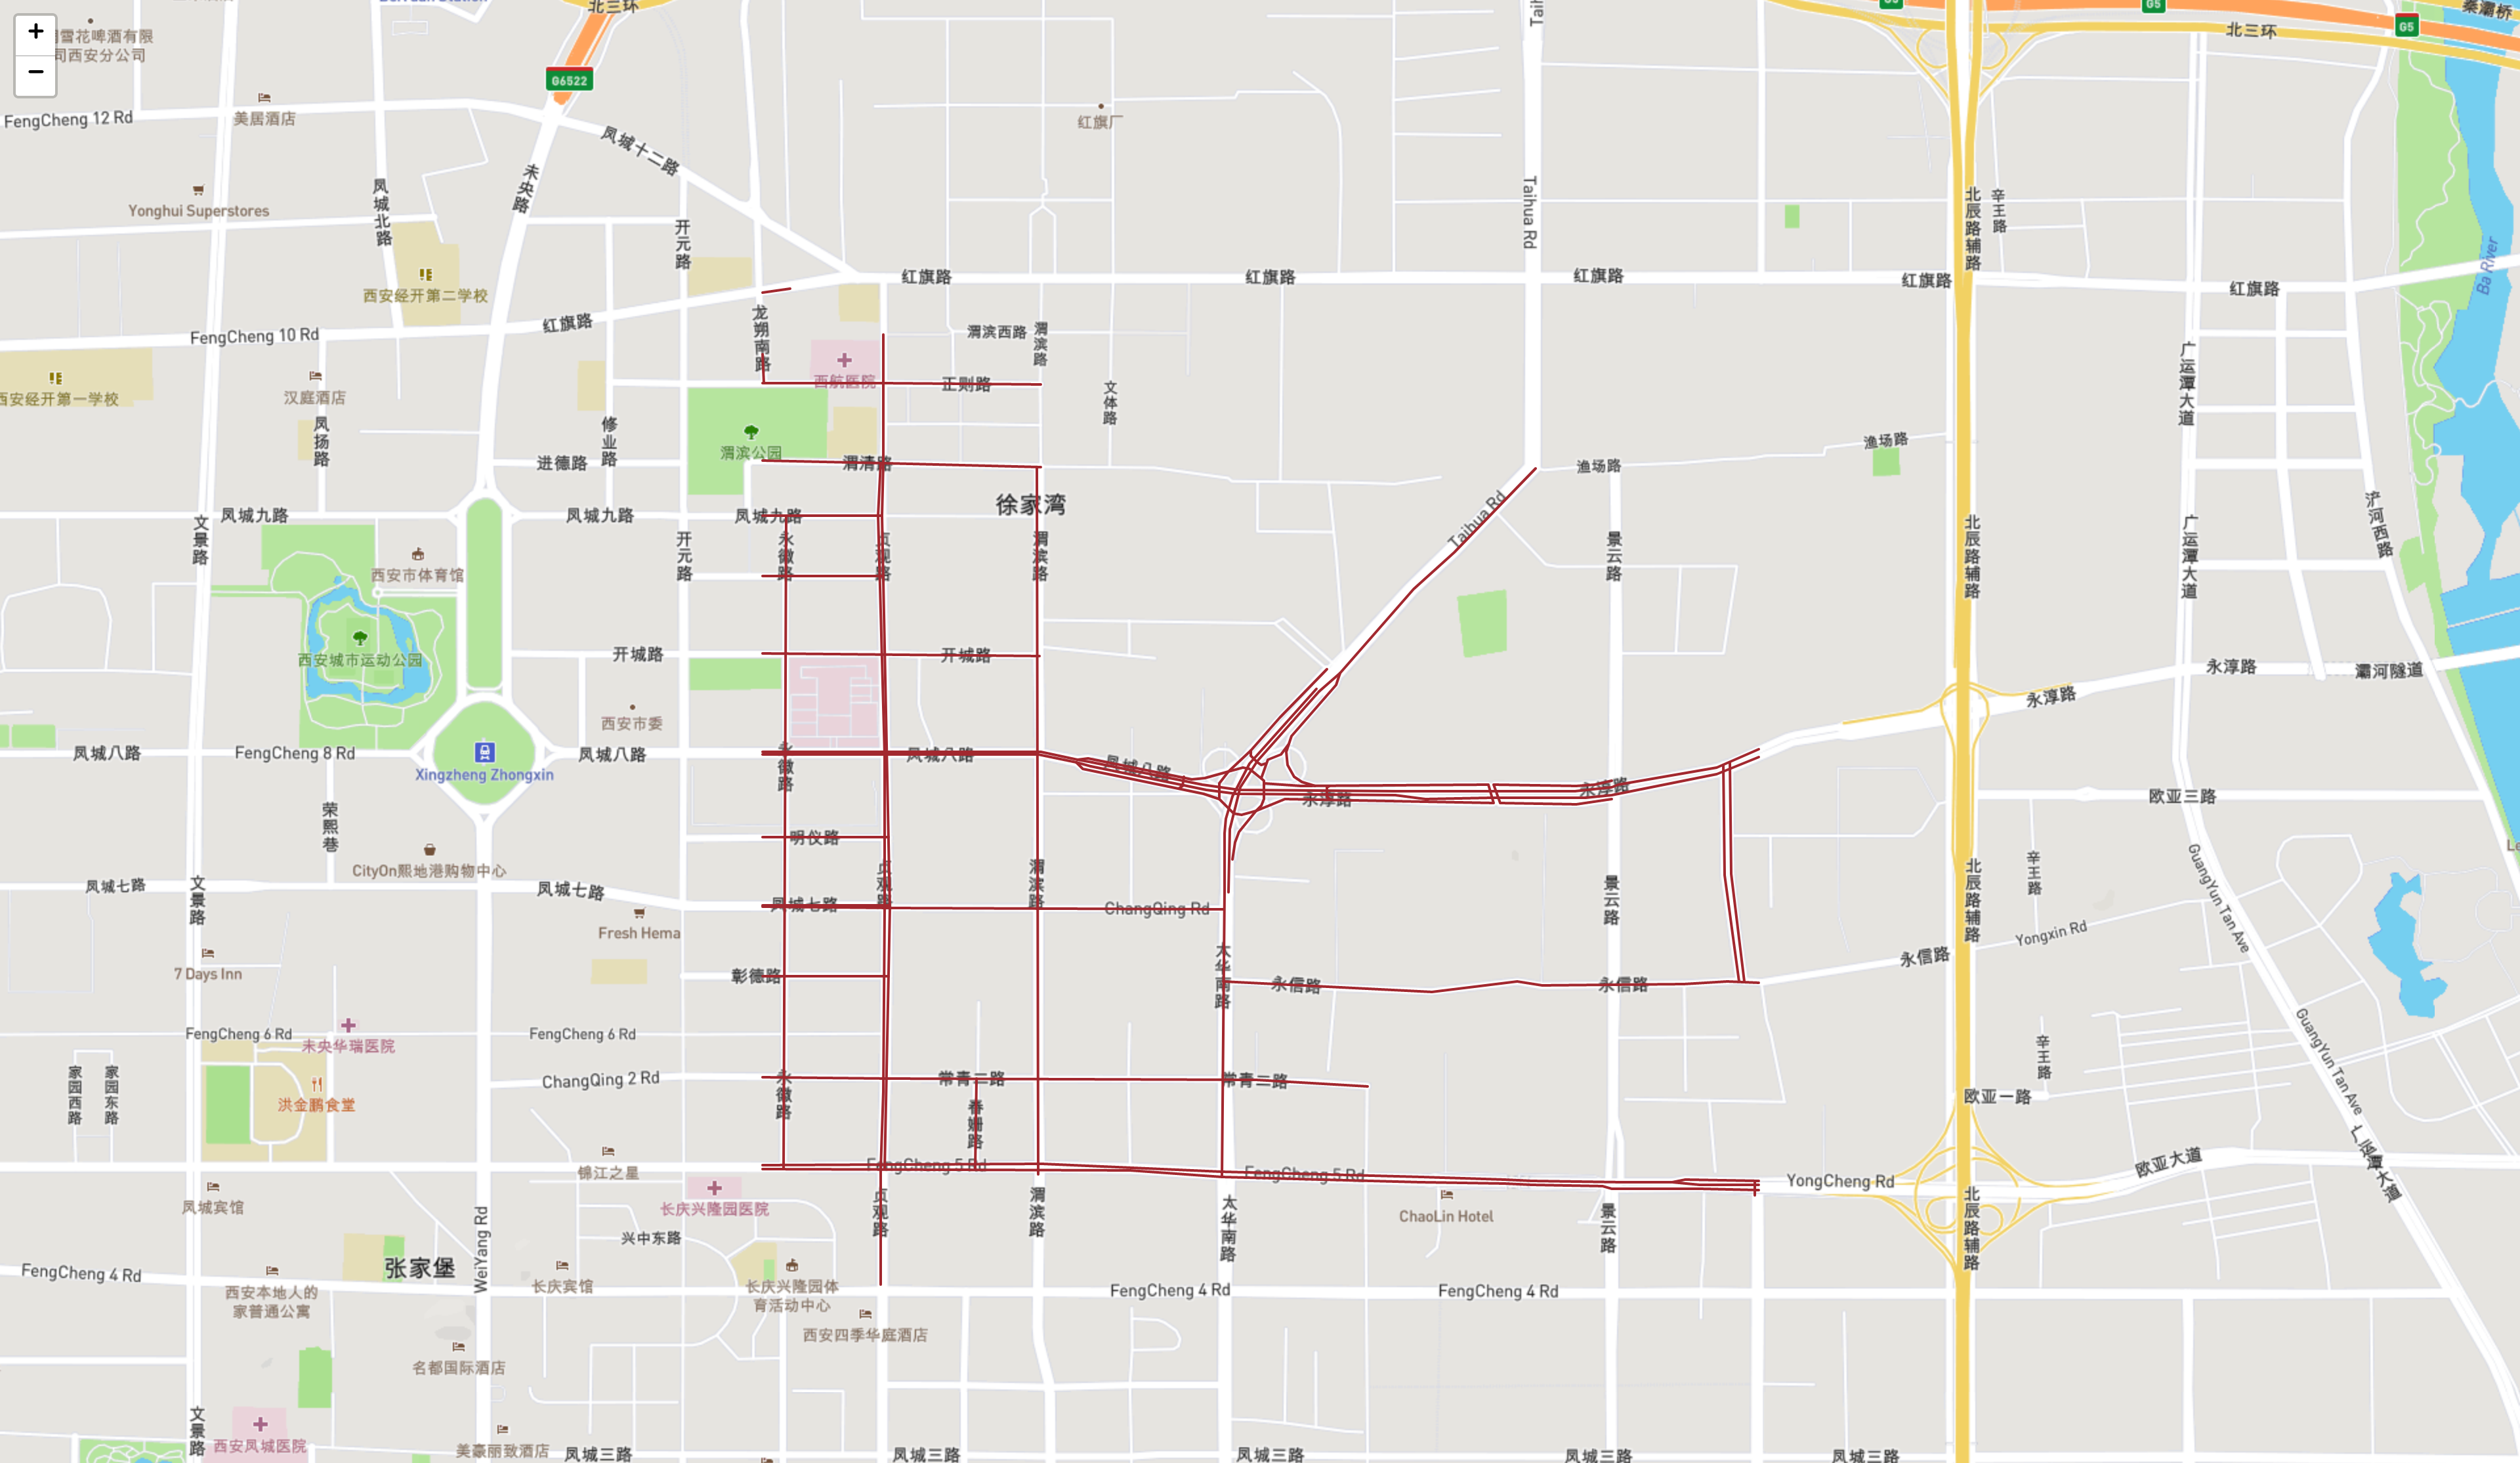 北三环
G5
G5
秦灞桥
+
北三环
雪花啤酒有限
司西安分公司
−
G6522
美居酒店
FengCheng 12 Rd
红旗厂
凤城十二路
Taihua Rd
未央路
凤城北路
Yonghui Superstores
开元路
北辰路辅路
辛王路
Ba River
西安经开第二学校
红旗路
红旗路
红旗路
红旗路
红旗路
FengCheng 10 Rd
红旗路
龙朔南路
渭滨西路
渭滨路
广运潭大道
西安经开第一学校
汉庭酒店
西航医院
正则路
文体路
凤扬路
修业路
渭滨公园
进德路
渭清路
渔场路
渔场路
徐家湾
文景路
凤城九路
凤城九路
凤城九路
Taihua Rd
浐河西路
开元路
永徽路
贞观路
渭滨路
景云路
北辰路辅路
广运潭大道
西安市体育馆
西安城市运动公园
开城路
开城路
永淳路
灞河隧道
永淳路
西安市委
凤城八路
FengCheng 8 Rd
Xingzheng Zhongxin
凤城八路
永徽路
凤城八路
凤城八路
永淳路
永淳路
欧亚三路
荣熙巷
明仪路
CityOn熙地港购物中心
凤城七路
文景路
凤城七路
贞观路
渭滨路
景云路
北辰路辅路
辛王路
GuangYun Tan Ave
凤城七路
ChangQing Rd
Fresh Hema
7 Days Inn
彰德路
太华南路
永信路
永信路
永信路
Yongxin Rd
FengCheng 6 Rd
未央华瑞医院
FengCheng 6 Rd
GuangYun Tan Ave
辛王路
家园西路
家园东路
洪金鹏食堂
ChangQing 2 Rd
永徽路
常青二路
常青二路
春姗路
欧亚一路
锦江之星
FengCheng 5 Rd
FengCheng 5 Rd
YongCheng Rd
欧亚大道
广运潭大道
凤城宾馆
长庆兴隆园医院
贞观路
渭滨路
太华南路
ChaoLin Hotel
景云路
北辰路辅路
WeiYang Rd
兴中东路
张家堡
FengCheng 4 Rd
西安本地人的
家普通公寓
长庆宾馆
长庆兴隆园体
育活动中心
FengCheng 4 Rd
FengCheng 4 Rd
西安四季华庭酒店
名都国际酒店
文景路
西安凤城医院
美豪丽致酒店
凤城三路
凤城三路
凤城三路
凤城三路
凤城三路